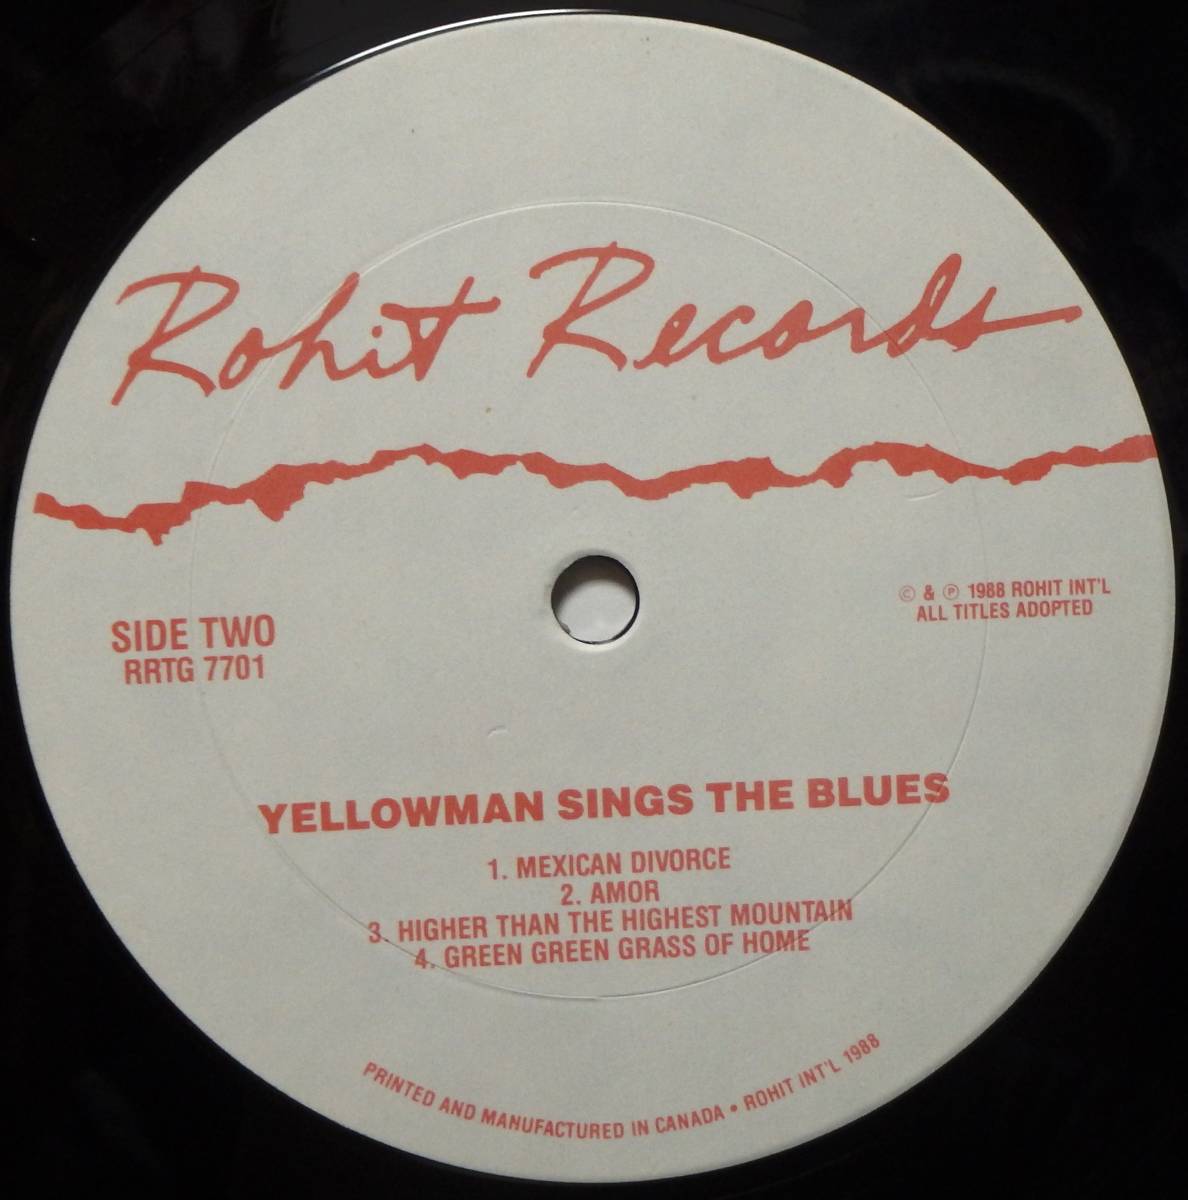 Rohit Records
SIDE TWO
RRTG 7701
© & ℗ 1988 ROHIT INT'L
ALL TITLES ADOPTED
YELLOWMAN SINGS THE BLUES
1. MEXICAN DIVORCE
2. AMOR
3. HIGHER THAN THE HIGHEST MOUNTAIN
4. GREEN GREEN GRASS OF HOME
PRINTED AND MANUFACTURED IN CANADA • ROHIT INT'L 1988